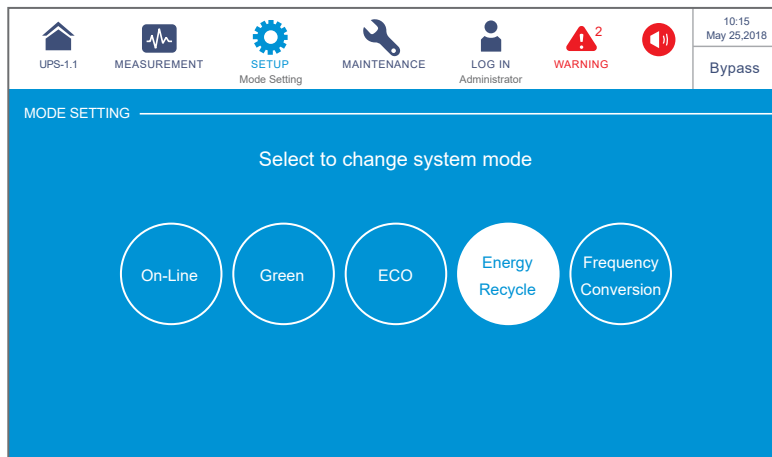 UPS-1.1
MEASUREMENT
SETUP
Mode Setting
MAINTENANCE
LOG IN
Administrator
2
WARNING
10:15
May 25,2018
Bypass
MODE SETTING
Select to change system mode
On-Line
Green
ECO
Energy
Recycle
Frequency
Conversion